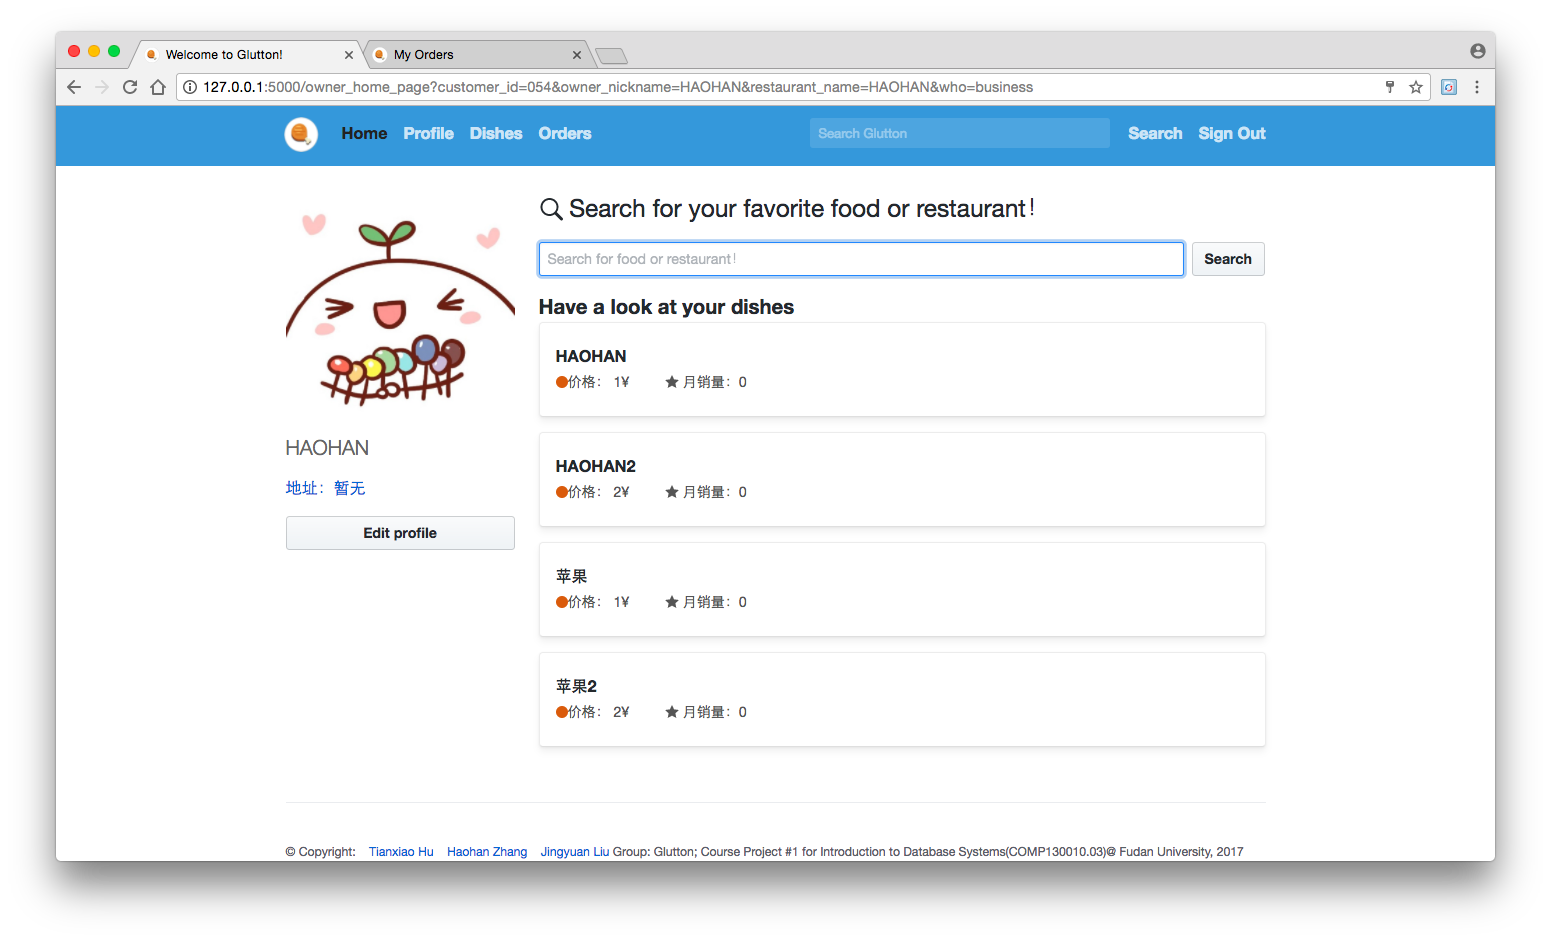 Welcome to Glutton!
My Orders
127.0.0.1:5000/owner_home_page?customer_id=054&owner_nickname=HAOHAN&restaurant_name=HAOHAN&who=business
Home Profile Dishes Orders Search Glutton Search Sign Out
Search for your favorite food or restaurant!
Search for food or restaurant! Search
Have a look at your dishes
HAOHAN
价格： 1¥ 月销量：0
HAOHAN2
价格： 2¥ 月销量：0
苹果
价格： 1¥ 月销量：0
苹果2
价格： 2¥ 月销量：0
HAOHAN
地址：暂无
Edit profile
© Copyright: Tianxiao Hu Haohan Zhang Jingyuan Liu Group: Glutton; Course Project #1 for Introduction to Database Systems(COMP130010.03)@ Fudan University, 2017